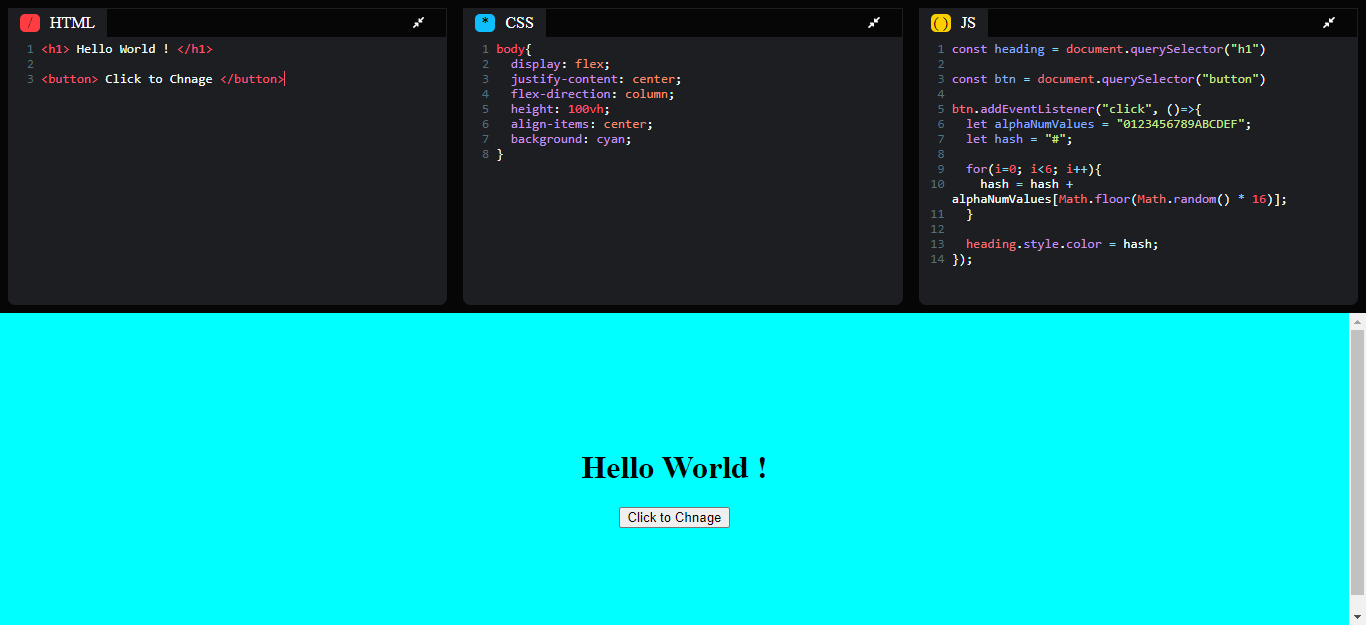 / HTML
1 <h1> Hello World ! </h1>
2
3 <button> Click to Chnage </button>
* CSS
1 body{
2 display: flex;
3 justify-content: center;
4 flex-direction: column;
5 height: 100vh;
6 align-items: center;
7 background: cyan;
8 }
( ) JS
1 const heading = document.querySelector("h1")
2
3 const btn = document.querySelector("button")
4
5 btn.addEventListener("click", ()=>{
6 let alphaNumValues = "0123456789ABCDEF";
7 let hash = "#";
8
9 for(i=0; i<6; i++){
10 hash = hash +
alphaNumValues[Math.floor(Math.random() * 16)];
11 }
12
13 heading.style.color = hash;
14 });
Hello World !
Click to Chnage